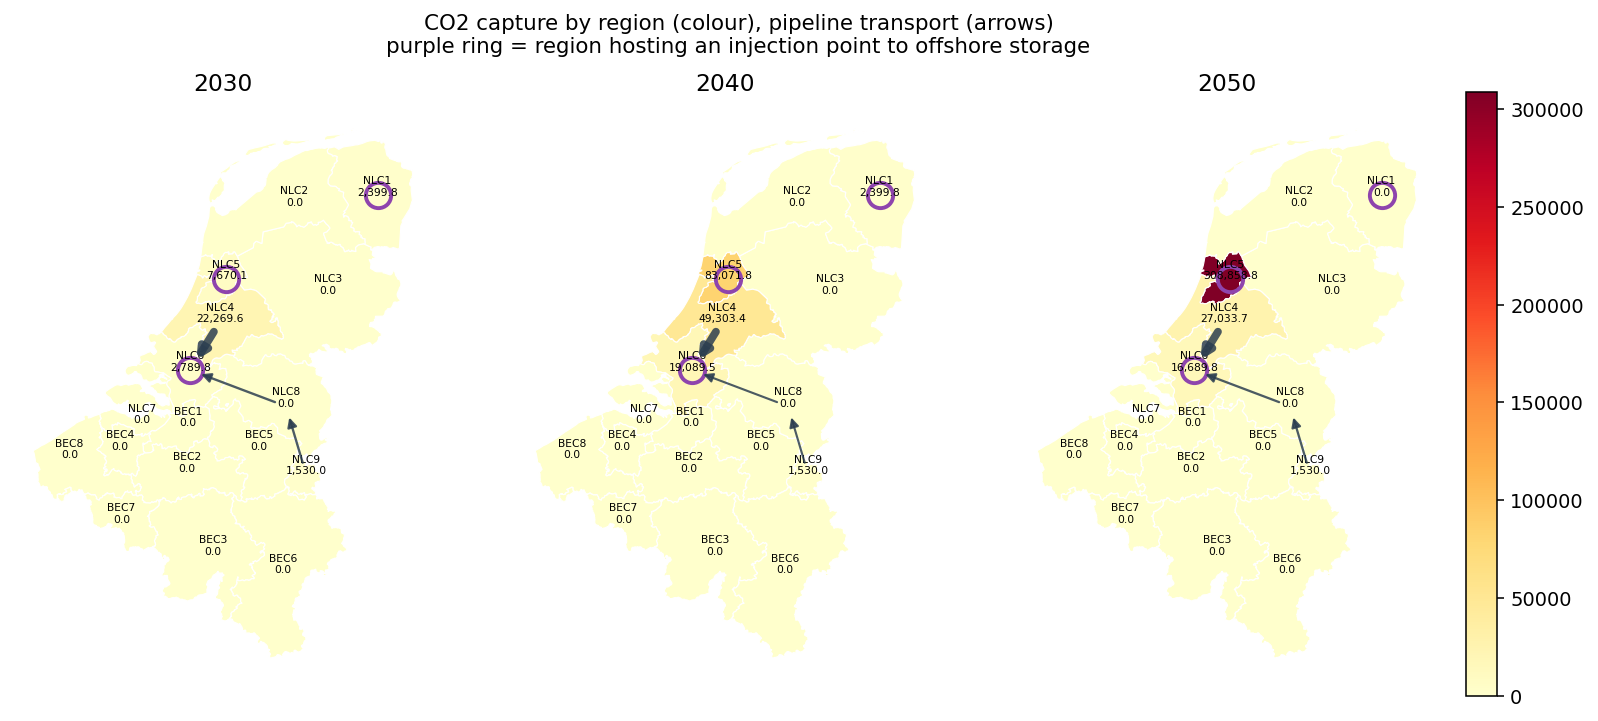 CO2 capture by region (colour), pipeline transport (arrows)
purple ring = region hosting an injection point to offshore storage
2030
NLC1
2,399.8
NLC2
0.0
NLC5
7,670.1
NLC3
0.0
NLC4
22,269.6
2,789.8
NLC8
0.0
NLC7
0.0
BEC1
0.0
BEC8
0.0
BEC4
0.0
BEC5
0.0
BEC2
0.0
NLC9
1,530.0
BEC7
0.0
BEC3
0.0
BEC6
0.0
2040
NLC1
2,399.8
NLC2
0.0
NLC5
83,071.8
NLC3
0.0
NLC4
49,303.4
19,089.5
NLC8
0.0
NLC7
0.0
BEC1
0.0
BEC8
0.0
BEC4
0.0
BEC5
0.0
BEC2
0.0
NLC9
1,530.0
BEC7
0.0
BEC3
0.0
BEC6
0.0
2050
NLC1
0.0
NLC2
0.0
NLC5
NLC3
0.0
NLC4
27,033.7
16,689.8
NLC8
0.0
NLC7
0.0
BEC1
0.0
BEC8
0.0
BEC4
0.0
BEC5
0.0
BEC2
0.0
NLC9
1,530.0
BEC7
0.0
BEC3
0.0
BEC6
0.0
300000
250000
200000
150000
100000
50000
0